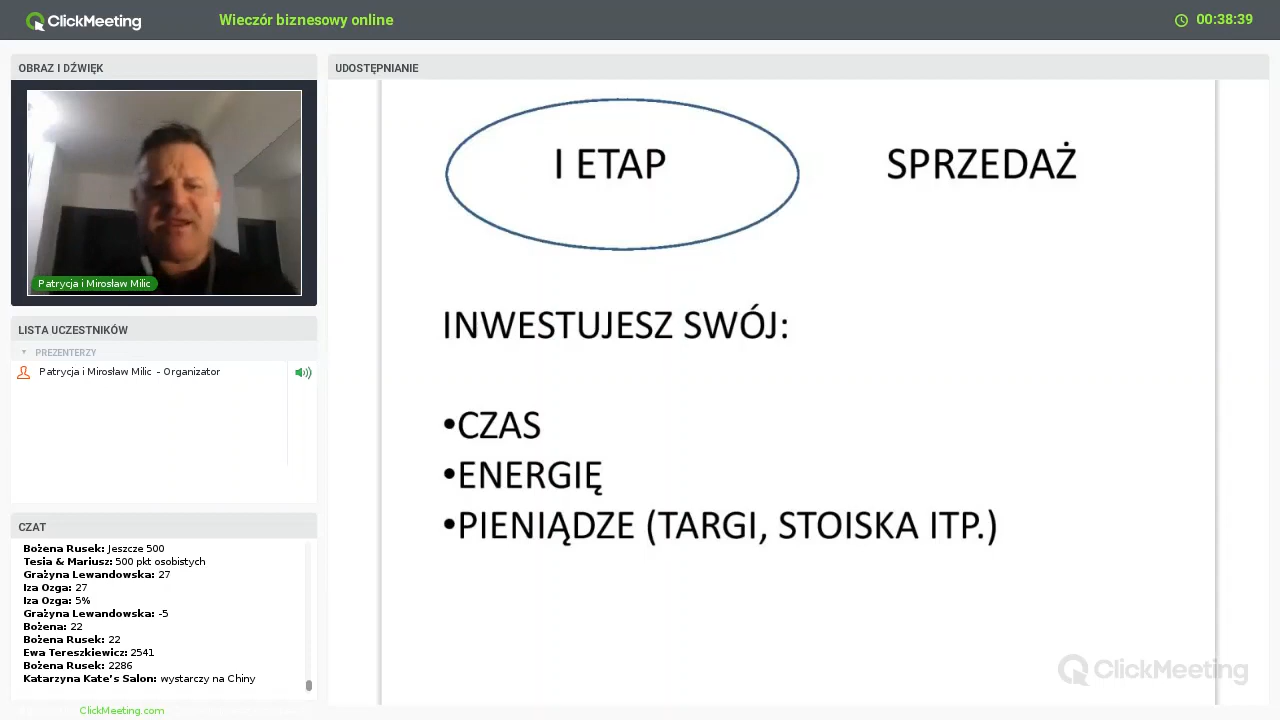 ClickMeeting
Wieczór biznesowy online
00:38:39
OBRAZ I DŹWIĘK
Patrycja i Mirosław Milic
LISTA UCZESTNIKÓW
PREZENTERZY
Patrycja i Mirosław Milic - Organizator
CZAT
Bożena Rusek: Jeszcze 500
Tesia & Mariusz: 500 pkt osobistych
Grażyna Lewandowska: 27
Iza Ozga: 27
Iza Ozga: 5%
Grażyna Lewandowska: -5
Bożena: 22
Bożena Rusek: 22
Ewa Tereszkiewicz: 2541
Bożena Rusek: 2286
Katarzyna Kate's Salon: wystarczy na Chiny
ClickMeeting.com
UDOSTĘPNIANIE
I ETAP
SPRZEDAŻ
INWESTUJESZ SWÓJ:
•CZAS
•ENERGIĘ
•PIENIĄDZE (TARGI, STOISKA ITP.)
ClickMeeting